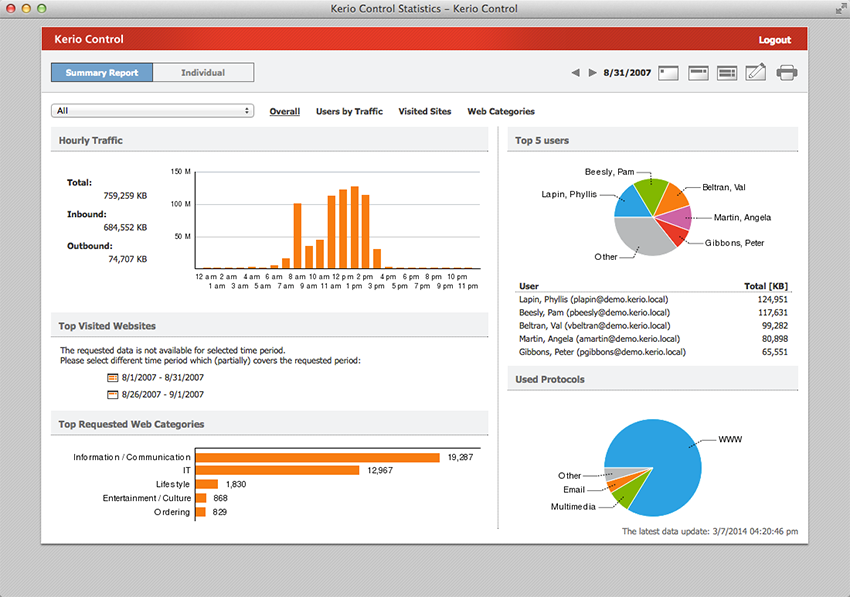 Kerio Control Statistics – Kerio Control
Kerio Control
Logout
Summary Report
Individual
8/31/2007
All
Overall
Users by Traffic
Visited Sites
Web Categories
Hourly Traffic
Total:
759,259 KB
Inbound:
684,552 KB
Outbound:
74,707 KB
150 M
100 M
50 M
12 am 2 am 4 am 6 am 8 am 10 am 12 pm 2 pm 4 pm 6 pm 8 pm 10 pm
1 am 3 am 5 am 7 am 9 am 11 am 1 pm 3 pm 5 pm 7 pm 9 pm 11 pm
Top Visited Websites
The requested data is not available for selected time period.
Please select different time period which (partially) covers the requested period:
8/1/2007 - 8/31/2007
8/26/2007 - 9/1/2007
Top Requested Web Categories
Information / Communication 19,287
IT 12,967
Lifestyle 1,830
Entertainment / Culture 868
Ordering 829
Top 5 users
Beesly, Pam
Lapin, Phyllis
Beltran, Val
Martin, Angela
Gibbons, Peter
Other
User Total [KB]
Lapin, Phyllis (plapin@demo.kerio.local) 124,951
Beesly, Pam (pbeesly@demo.kerio.local) 117,631
Beltran, Val (vbeltran@demo.kerio.local) 99,282
Martin, Angela (amartin@demo.kerio.local) 80,898
Gibbons, Peter (pgibbons@demo.kerio.local) 65,551
Used Protocols
WWW
Other
Email
Multimedia
The latest data update: 3/7/2014 04:20:46 pm